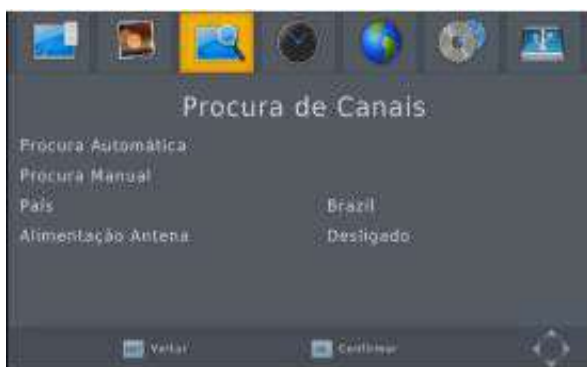 Procura de Canais
Procura Automática
Procura Manual
País Brazil
Alimentação Antena Desligado
Voltar Confirmar